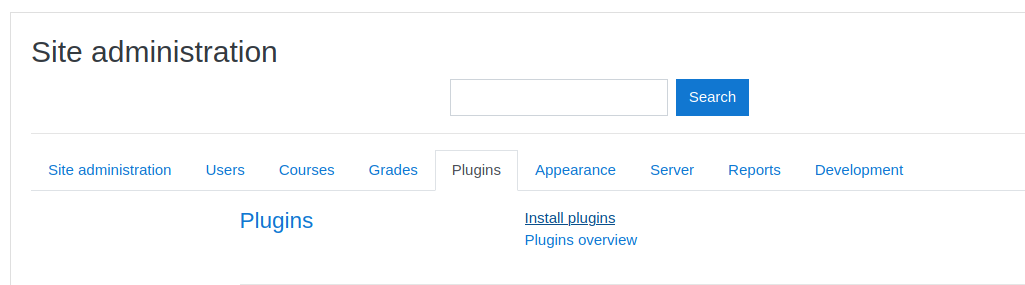 Site administration
Search
Site administration Users Courses Grades Plugins Appearance Server Reports Development
Plugins Install plugins
Plugins overview